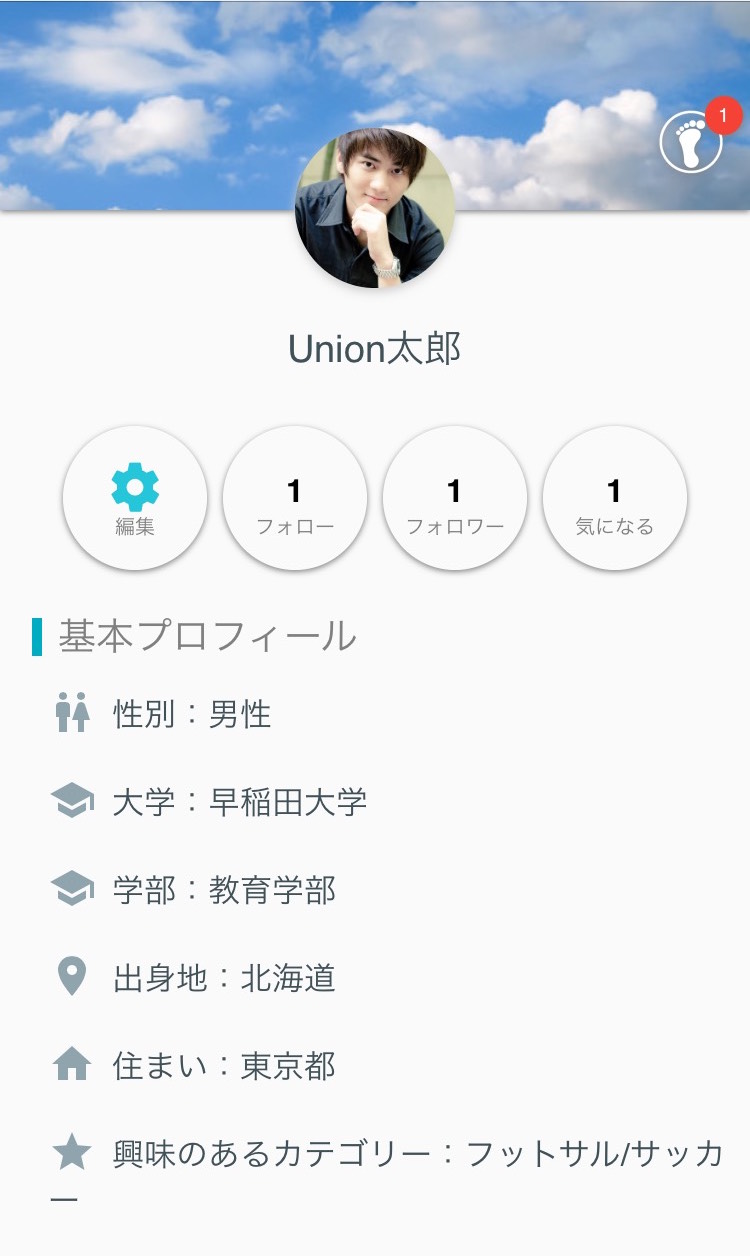 1
Union太郎
1
1
1
編集
フォロー
フォロワー
気になる
基本プロフィール
性別：男性
大学：早稲田大学
学部：教育学部
出身地：北海道
住まい：東京都
興味のあるカテゴリー：フットサル/サッカ
ー